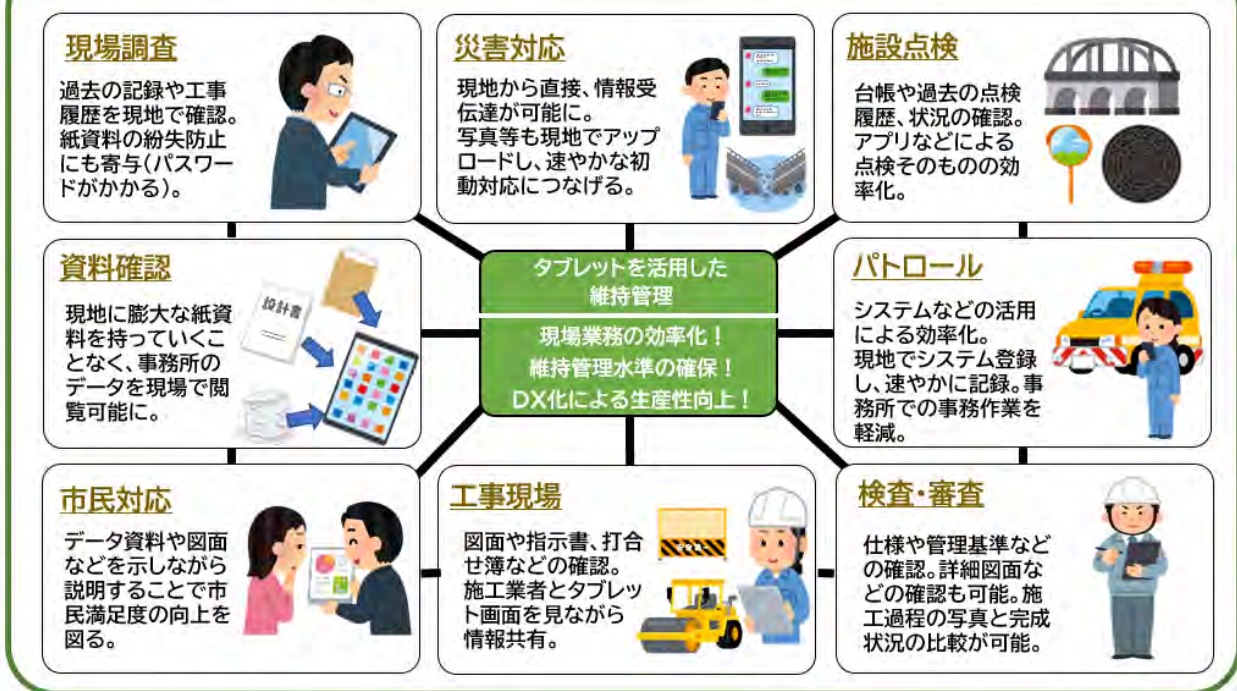 現場調査
過去の記録や工事
履歴を現地で確認。
紙資料の紛失防止
にも寄与(パスワー
ドがかかる)。
災害対応
現地から直接、情報受
伝達が可能に。
写真等も現地でアップ
ロードし、速やかな初
動対応につなげる。
施設点検
台帳や過去の点検
履歴、状況の確認。
アプリなどによる
点検そのものの効
率化。
資料確認
現地に膨大な紙資
料を持っていくこ
となく、事務所の
データを現場で閲
覧可能に。
設計書
タブレットを活用した
維持管理
現場業務の効率化！
維持管理水準の確保！
DX化による生産性向上！
パトロール
システムなどの活用
による効率化。
現地でシステム登録
し、速やかに記録。事
務所での事務作業を
軽減。
市民対応
データ資料や図面
などを示しながら
説明することで市
民満足度の向上を
図る。
工事現場
図面や指示書、打合
せ簿などの確認。
施工業者とタブレッ
ト画面を見ながら
情報共有。
検査・審査
仕様や管理基準など
の確認。詳細図面な
どの確認も可能。施
工過程の写真と完成
状況の比較が可能。